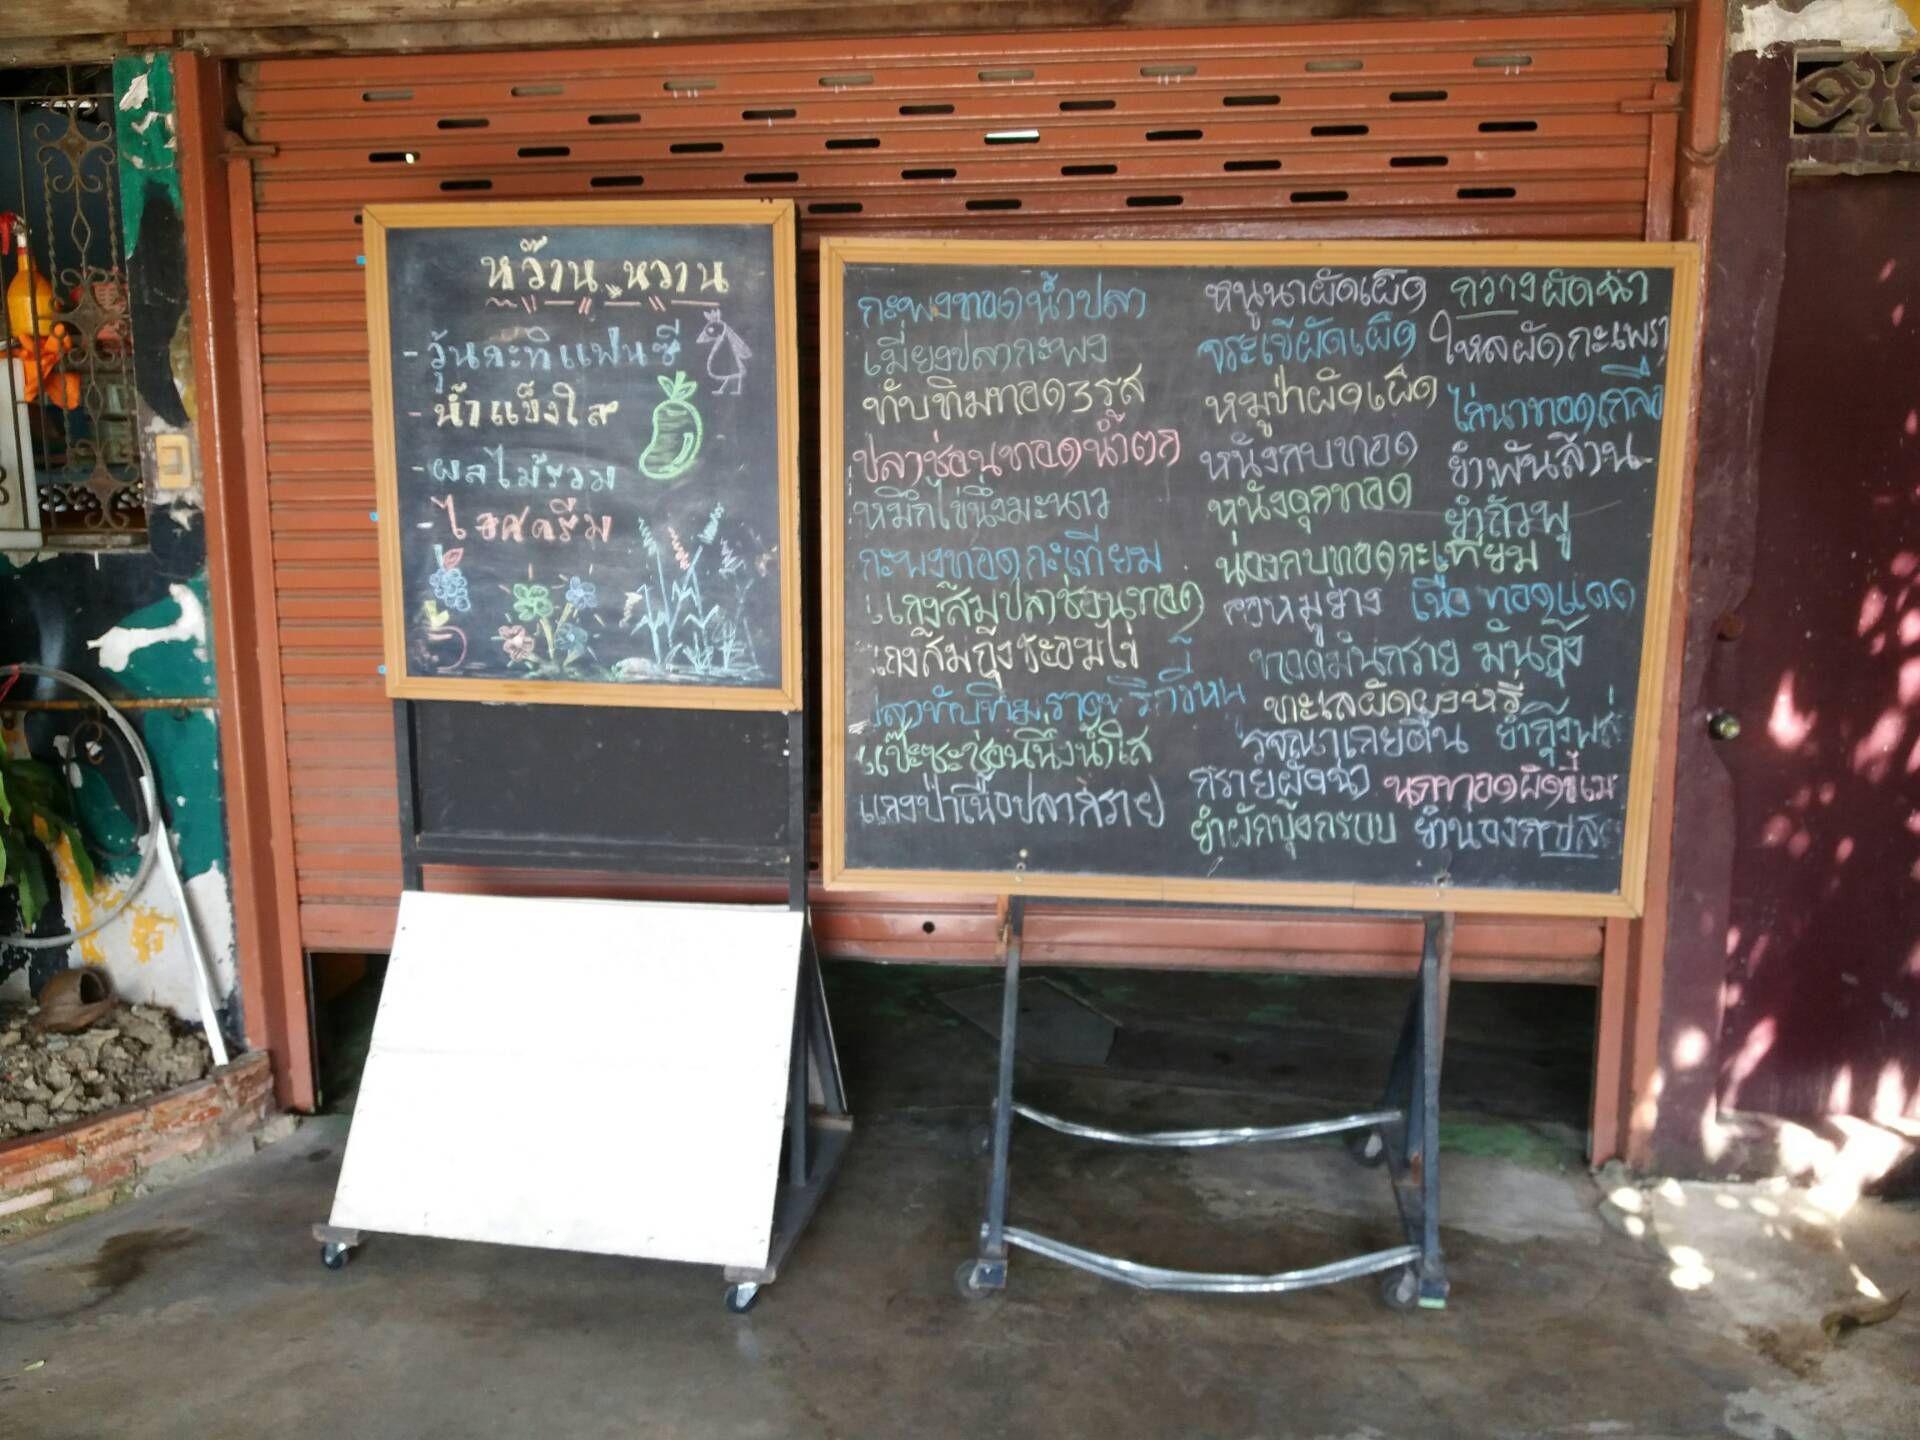 หว๊าน หวาน
- วุ้นกะทิแฟนซี
- น้ำแข็งใส
- ผลไม้รวม
- ไอศครีม
กะพงทอดน้ำปลา
เมี่ยงปลากะพง
ทับทิมทอด3รส
ปลาช่อนทอดน้ำตก
หมึกไข่นึ่งมะนาว
กะพงทอดกะเทียม
แกงส้มปลาช่อนทอด
แกงส้มกุ้งชะอมไข่
ปลาทับทิมราดพริกขี้หนู
แป๊ะซะช่อนนึ่งน้ำใส
แกงป่าเนื้อปลากราย
หนูนาผัดเผ็ด
จระเข้ผัดเผ็ด
หมูป่าผัดเผ็ด
หนังกบทอด
หนังดุกทอด
น่องกบทอดกะเทียม
คอหมูย่าง เนื้อทอดแดด
ทอดมันกราย มันกุ้ง
ทะเลผัดผงหรี่
วิญญาณเกยตื้น ยำกุ้งฟู
กรายผัดฉ่า นกทอดผีดขี้เมา
ยำผักบุ้งกรอบ ยำน่องกบสด
กวางผัดฉ่า
ไหลผัดกะเพรา
ไก่นาทอดเกลือ
ยำพันล้าน
ยำถั่วพู